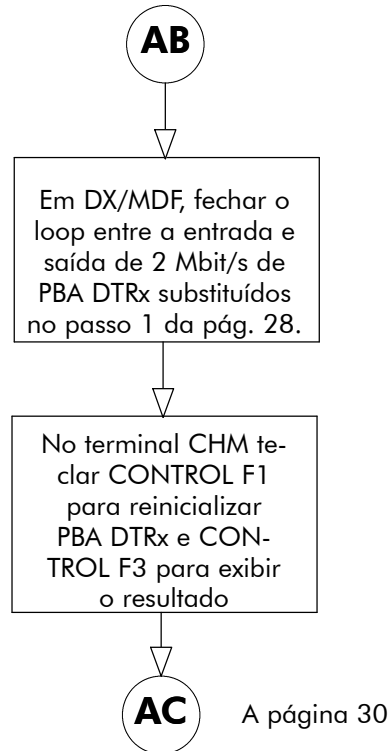 AB
Em DX/MDF, fechar o
loop entre a entrada e
saída de 2 Mbit/s de
PBA DTRx substituídos
no passo 1 da pág. 28.
No terminal CHM te-
clar CONTROL F1
para reinicializar
PBA DTRx e CON-
TROL F3 para exibir
o resultado
AC
A página 30